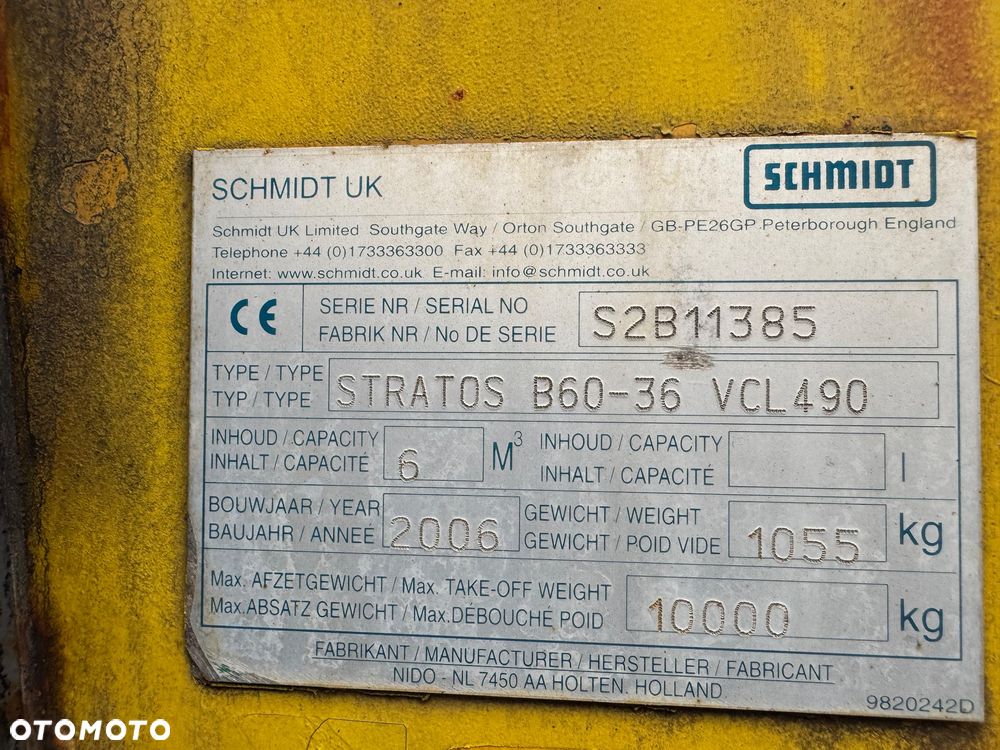 SCHMIDT UK
SCHMIDT
Schmidt UK Limited Southgate Way / Orton Southgate / GB-PE26GP Peterborough England
Telephone +44 (0)1733363300 Fax +44 (0)1733363333
Internet: www.schmidt.co.uk E-mail: info@schmidt.co.uk
CE
SERIE NR / SERIAL NO
FABRIK NR / No DE SERIE
S2B11385
TYPE / TYPE
TYP / TYPE
STRATOS B60-36 VCL490
INHOUD / CAPACITY
INHALT / CAPACITÉ
6
M³
INHOUD / CAPACITY
INHALT / CAPACITÉ
l
BOUWJAAR / YEAR
BAUJAHR / ANNEE
2006
GEWICHT / WEIGHT
GEWICHT / POID VIDE
1055
kg
Max. AFZETGEWICHT / Max. TAKE-OFF WEIGHT
Max. ABSATZ GEWICHT / Max. DÉBOUCHÉ POID
10000
kg
FABRIKANT / MANUFACTURER / HERSTELLER / FABRICANT
NIDO - NL 7450 AA HOLTEN. HOLLAND
9820242D
OTOMOTO